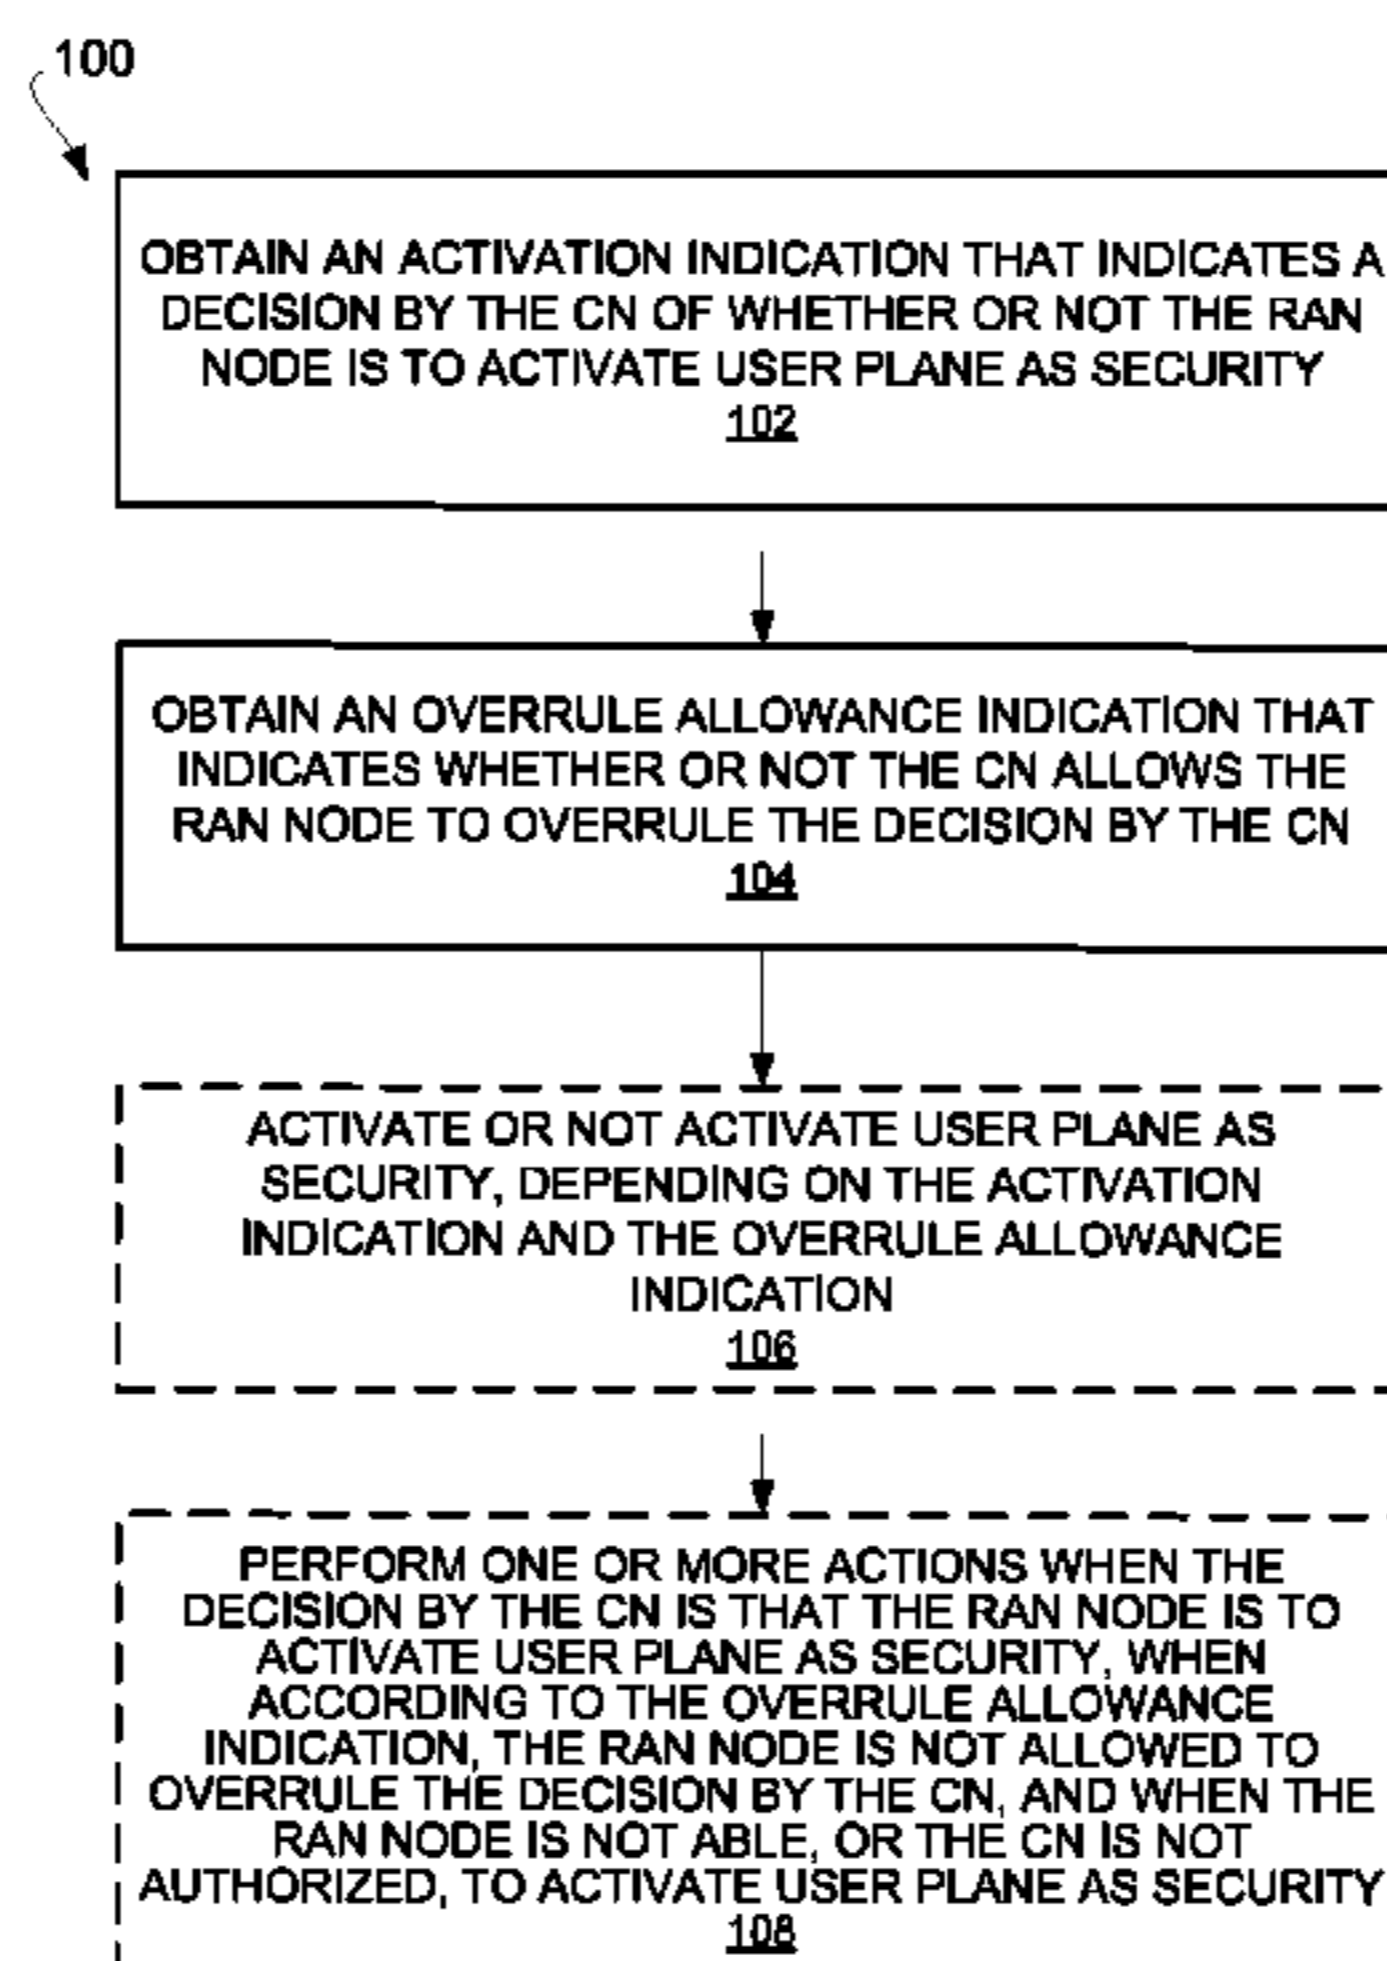 100
OBTAIN AN ACTIVATION INDICATION THAT INDICATES A
DECISION BY THE CN OF WHETHER OR NOT THE RAN
NODE IS TO ACTIVATE USER PLANE AS SECURITY
102
OBTAIN AN OVERRULE ALLOWANCE INDICATION THAT
INDICATES WHETHER OR NOT THE CN ALLOWS THE
RAN NODE TO OVERRULE THE DECISION BY THE CN
104
ACTIVATE OR NOT ACTIVATE USER PLANE AS
SECURITY, DEPENDING ON THE ACTIVATION
INDICATION AND THE OVERRULE ALLOWANCE
INDICATION
106
PERFORM ONE OR MORE ACTIONS WHEN THE
DECISION BY THE CN IS THAT THE RAN NODE IS TO
ACTIVATE USER PLANE AS SECURITY, WHEN
ACCORDING TO THE OVERRULE ALLOWANCE
INDICATION, THE RAN NODE IS NOT ALLOWED TO
OVERRULE THE DECISION BY THE CN, AND WHEN THE
RAN NODE IS NOT ABLE, OR THE CN IS NOT
AUTHORIZED, TO ACTIVATE USER PLANE AS SECURITY
108